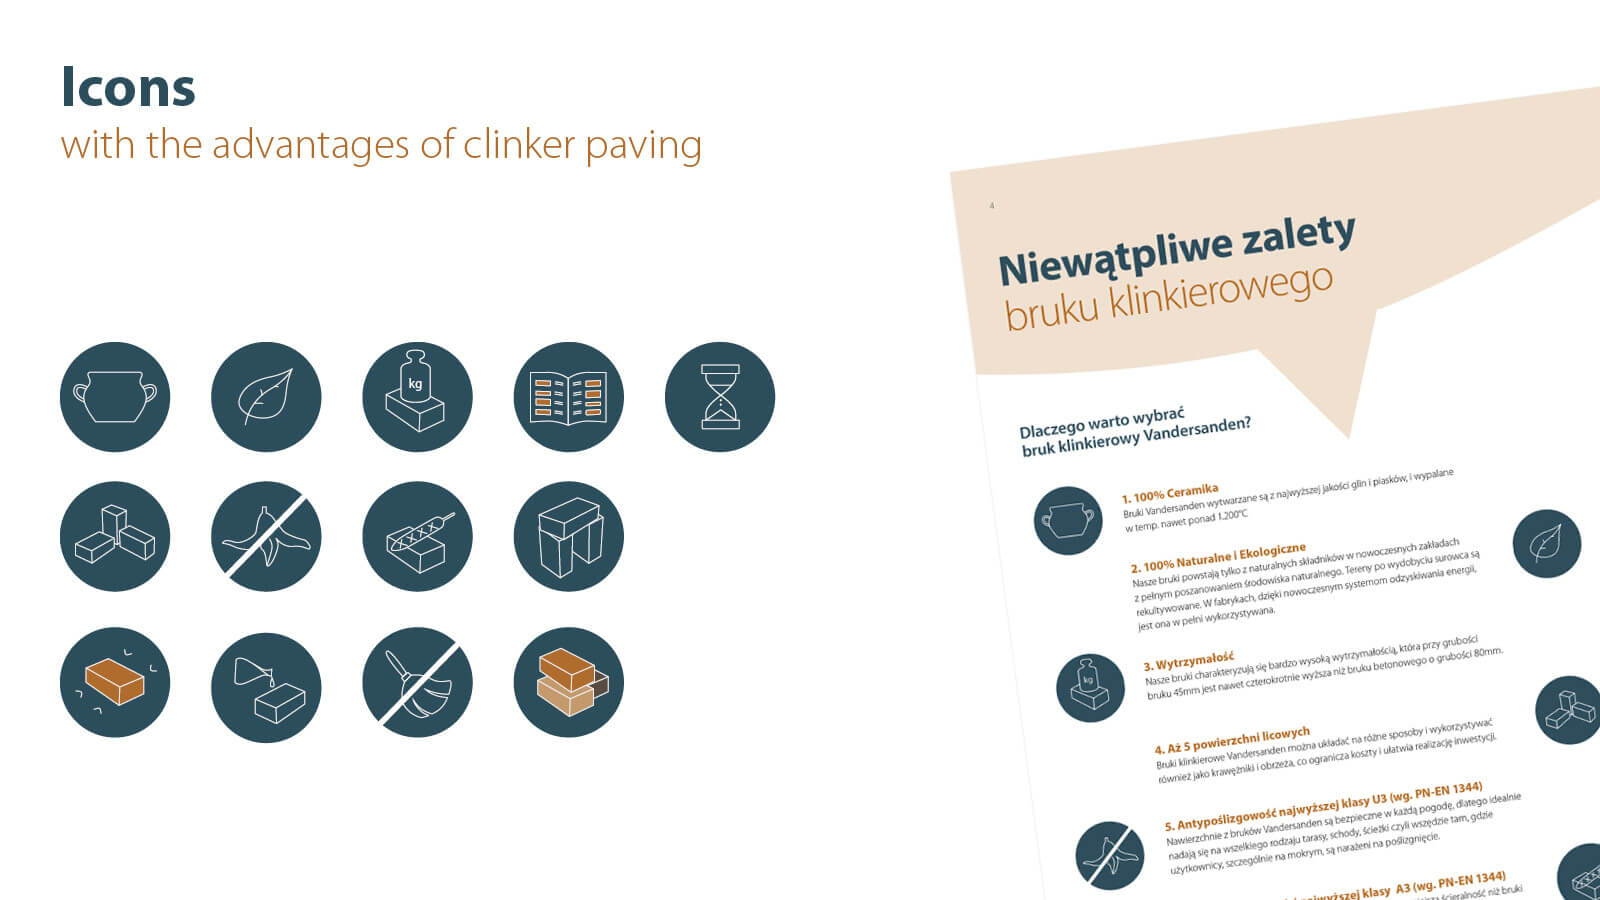 Icons
with the advantages of clinker paving
kg
4
Niewątpliwe zalety
bruku klinkierowego
Dlaczego warto wybrać
bruk klinkierowy Vandersanden?
1. 100% Ceramika
Bruki Vandersanden wytwarzane są z najwyższej jakości glin i piasków, i wypalane
w temp. nawet ponad 1.200°C
2. 100% Naturalne i Ekologiczne
Nasze bruki powstają tylko z naturalnych składników w nowoczesnych zakładach
z pełnym poszanowaniem środowiska naturalnego. Tereny po wydobyciu surowca są
rekultywowane. W fabrykach, dzięki nowoczesnym systemom odzyskiwania energii,
jest ona w pełni wykorzystywana.
kg
3. Wytrzymałość
Nasze bruki charakteryzują się bardzo wysoką wytrzymałością, która przy grubości
bruku 45mm jest nawet czterokrotnie wyższa niż bruku betonowego o grubości 80mm.
4. Aż 5 powierzchni licowych
Bruki klinkierowe Vandersanden można układać na różne sposoby i wykorzystywać
również jako krawężniki i obrzeża, co ogranicza koszty i ułatwia realizację inwestycji.
5. Antypoślizgowość najwyższej klasy U3 (wg. PN-EN 1344)
Nawierzchnie z bruków Vandersanden są bezpieczne w każdą pogodę, dlatego idealnie
nadają się na wszelkiego rodzaju tarasy, schody, ścieżki czyli wszędzie tam, gdzie
użytkownicy, szczególnie na mokrym, są narażeni na poślizgnięcie.
klasy A3 (wg. PN-EN 1344)
ścieralność niż bruki